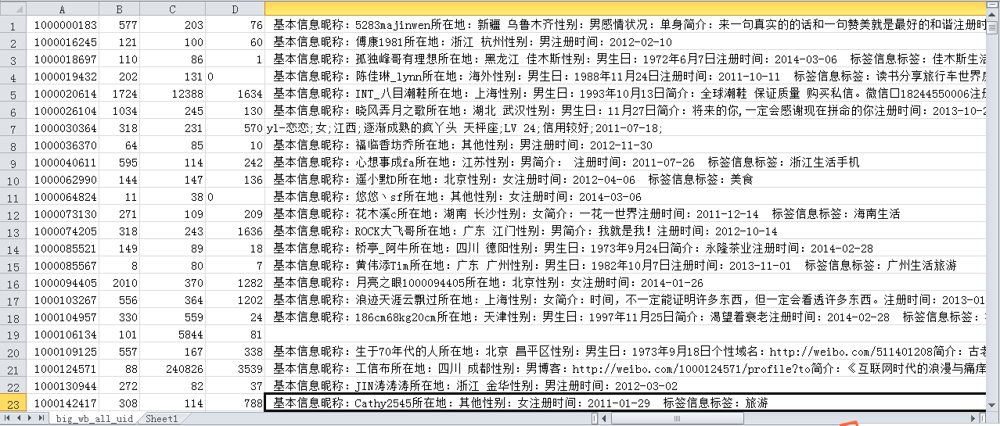 A B C D
1 1000000183 577 203 76 基本信息昵称：5283majinwen所在地：新疆 乌鲁木齐性别：男感情状况：单身简介：来一句真实的的话和一句赞美就是最好的和谐注册时
2 1000016245 121 100 60 基本信息昵称：傅康1981所在地：浙江 杭州性别：男注册时间：2012-02-10
3 1000018697 110 86 1 基本信息昵称：孤独峰哥有理想所在地：黑龙江 佳木斯性别：男生日：1972年6月7日注册时间：2014-03-06 标签信息标签：佳木斯生活
4 1000019432 202 131 0 基本信息昵称：陈佳琳_lynn所在地：海外性别：男生日：1988年11月24日注册时间：2011-10-11 标签信息标签：读书分享旅行车世界
5 1000020614 1724 12388 1634 基本信息昵称：INT_八目潮鞋所在地：上海性别：男生日：1993年10月13日简介：全球潮鞋 保证质量 购买私信。微信□18244550006注册
6 1000026104 1034 245 130 基本信息昵称：晓风弄月之歌所在地：湖北 武汉性别：男生日：11月27日简介：将来的你,一定会感谢现在拼命的你注册时间：2013-10-2
7 1000030364 318 231 570 yl-恋恋;女;江西;逐渐成熟的疯丫头 天秤座;LV 24;信用较好;2011-07-18;
8 1000036370 64 85 10 基本信息昵称：福临香坊乔所在地：其他性别：男注册时间：2012-11-30
9 1000040611 595 114 242 基本信息昵称：心想事成fa所在地：江苏性别：男简介： 注册时间：2011-07-26 标签信息标签：浙江生活手机
10 1000062990 144 147 136 基本信息昵称：遥小默D所在地：北京性别：女注册时间：2012-04-06 标签信息标签：美食
11 1000064824 11 38 0 基本信息昵称：悠悠丶sf所在地：其他性别：女注册时间：2014-03-06
12 1000073130 271 109 209 基本信息昵称：花木溪c所在地：湖南 长沙性别：女简介：一花一世界注册时间：2011-12-14 标签信息标签：海南生活
13 1000074205 318 243 1636 基本信息昵称：ROCK大飞哥所在地：广东 江门性别：男简介：我就是我！注册时间：2012-10-14
14 1000085521 149 89 18 基本信息昵称：桥亭_阿牛所在地：四川 德阳性别：男生日：1973年9月24日简介：永隆茶业注册时间：2014-02-28
15 1000085567 8 80 7 基本信息昵称：黄伟添Tim所在地：广东 广州性别：男生日：1982年10月7日注册时间：2013-11-01 标签信息标签：广州生活旅游
16 1000094405 2010 370 1282 基本信息昵称：月亮之眼1000094405所在地：北京性别：女注册时间：2014-01-26
17 1000103267 556 364 1202 基本信息昵称：浪迹天涯云飘过所在地：上海性别：女简介：时间，不一定能证明许多东西，但一定会看透许多东西。注册时间：2013-01
18 1000104957 330 559 24 基本信息昵称：186cm68kg20cm所在地：天津性别：男生日：1997年11月25日简介：渴望着衰老注册时间：2014-02-28 标签信息标签：
19 1000106134 101 5844 81
20 1000109125 557 167 338 基本信息昵称：生于70年代的人所在地：北京 昌平区性别：男生日：1973年9月18日个性域名：http://weibo.com/511401208简介：古老
21 1000124571 88 240826 3539 基本信息昵称：工信布所在地：四川 成都性别：男博客：http://weibo.com/1000124571/profile?to简介：《互联网时代的浪漫与痛痒
22 1000130944 272 82 37 基本信息昵称：JIN涛涛涛所在地：浙江 金华性别：男注册时间：2012-03-02
23 1000142417 308 114 788 基本信息昵称：Cathy2545所在地：其他性别：女注册时间：2011-01-29 标签信息标签：旅游
big_wb_all_uid Sheet1